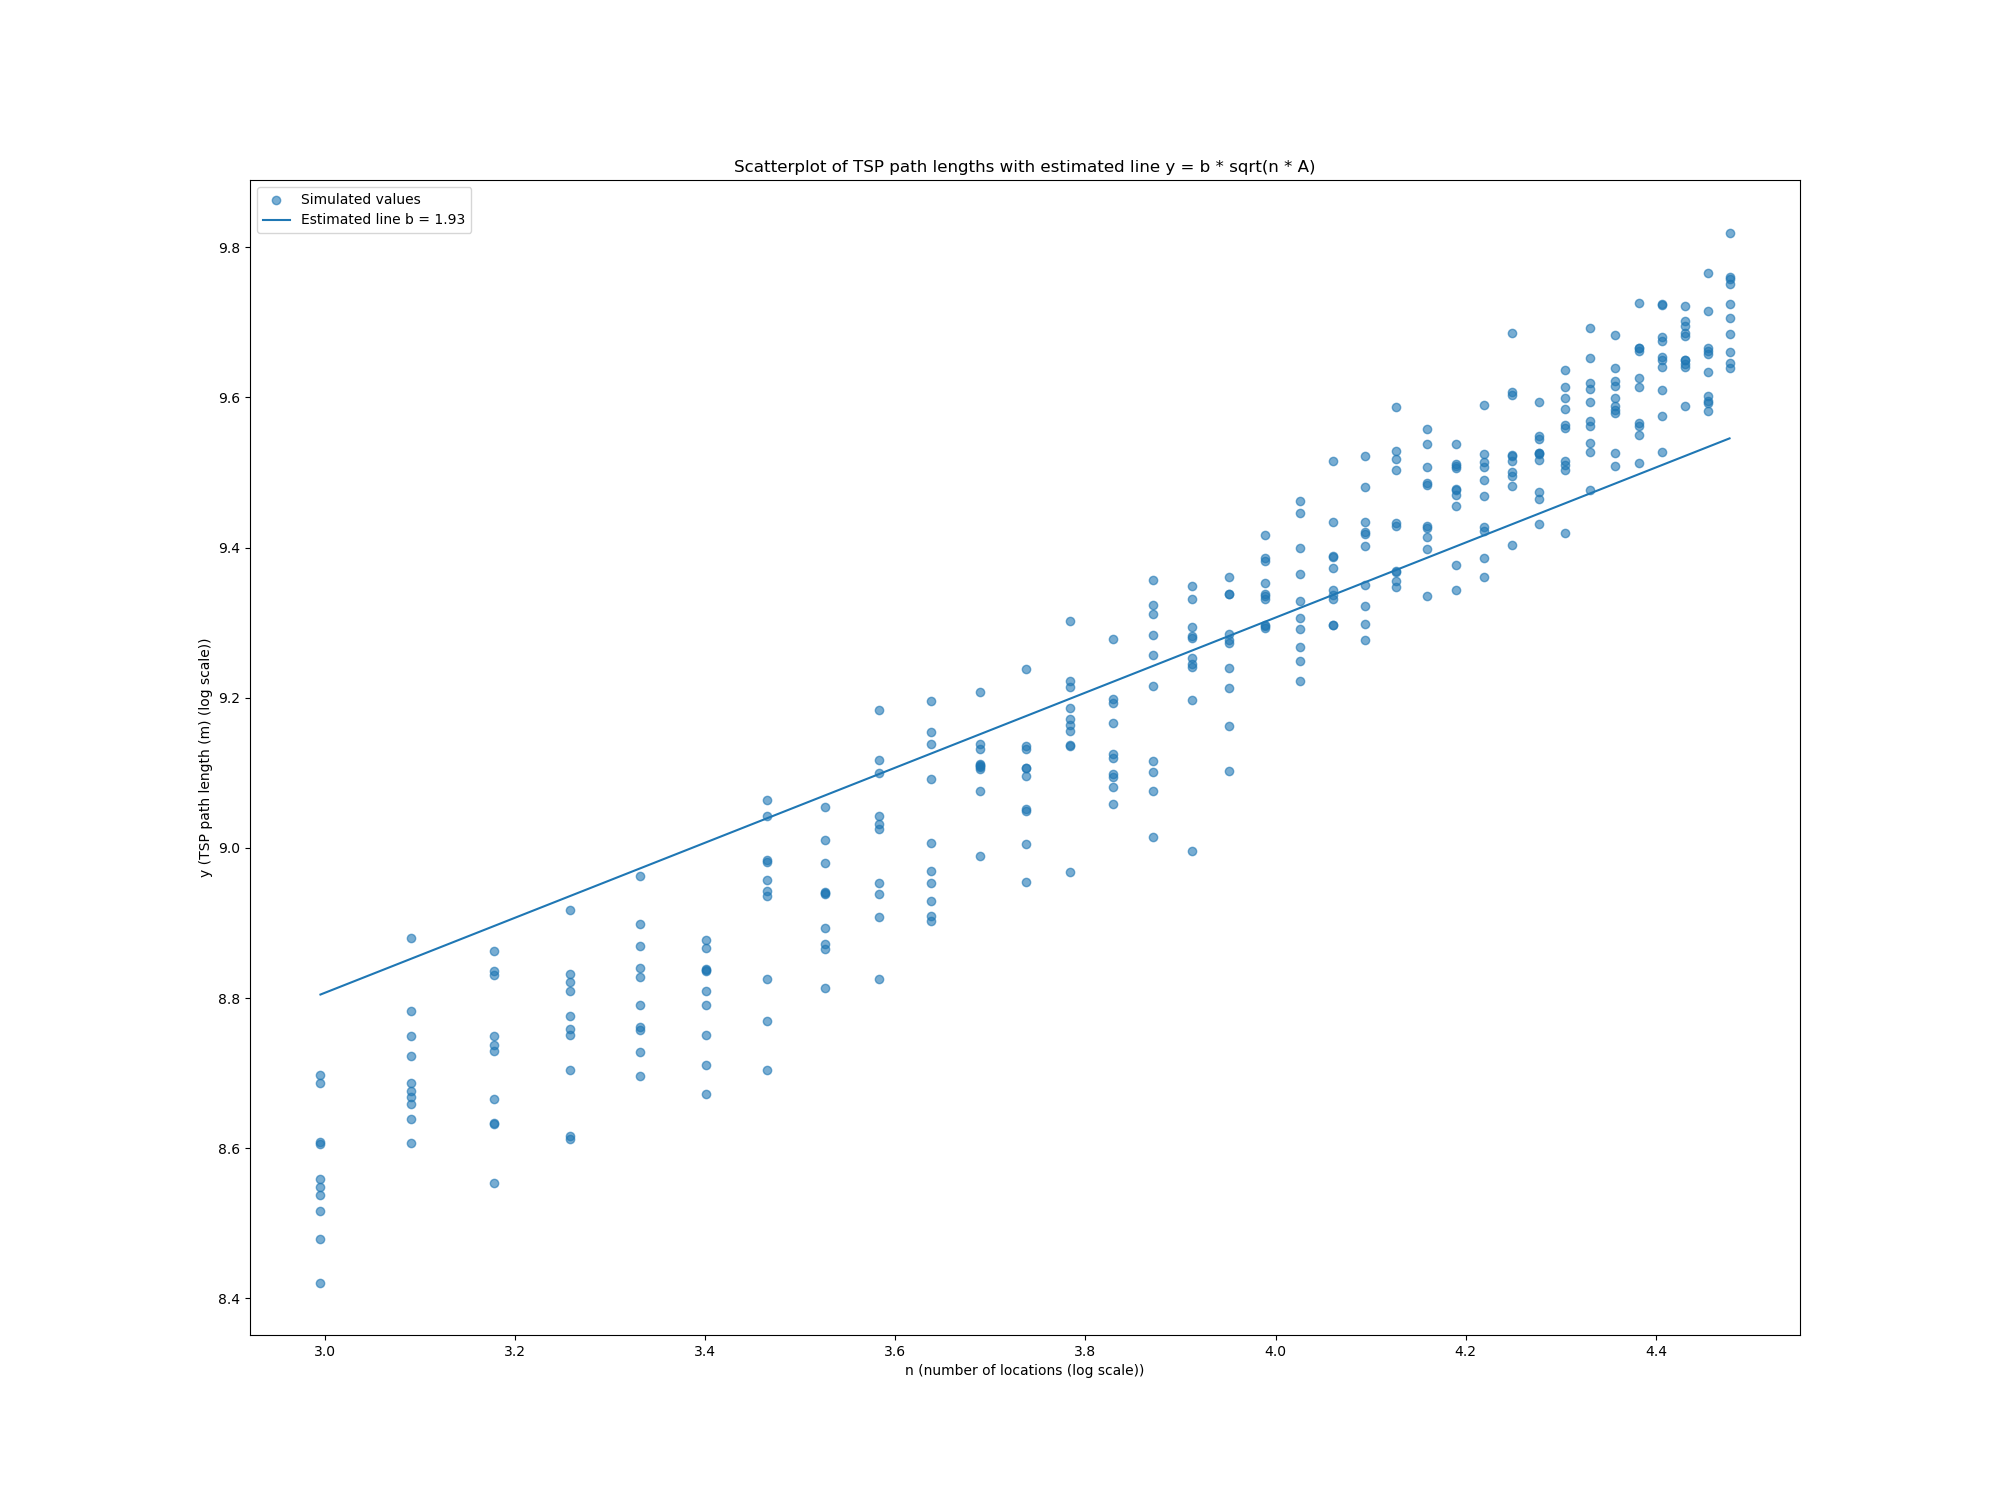 Scatterplot of TSP path lengths with estimated line y = b * sqrt(n * A)
Simulated values
Estimated line b = 1.93
y (TSP path length (m) (log scale))
9.8
9.6
9.4
9.2
9.0
8.8
8.6
8.4
3.0 3.2 3.4 3.6 3.8 4.0 4.2 4.4
n (number of locations (log scale))